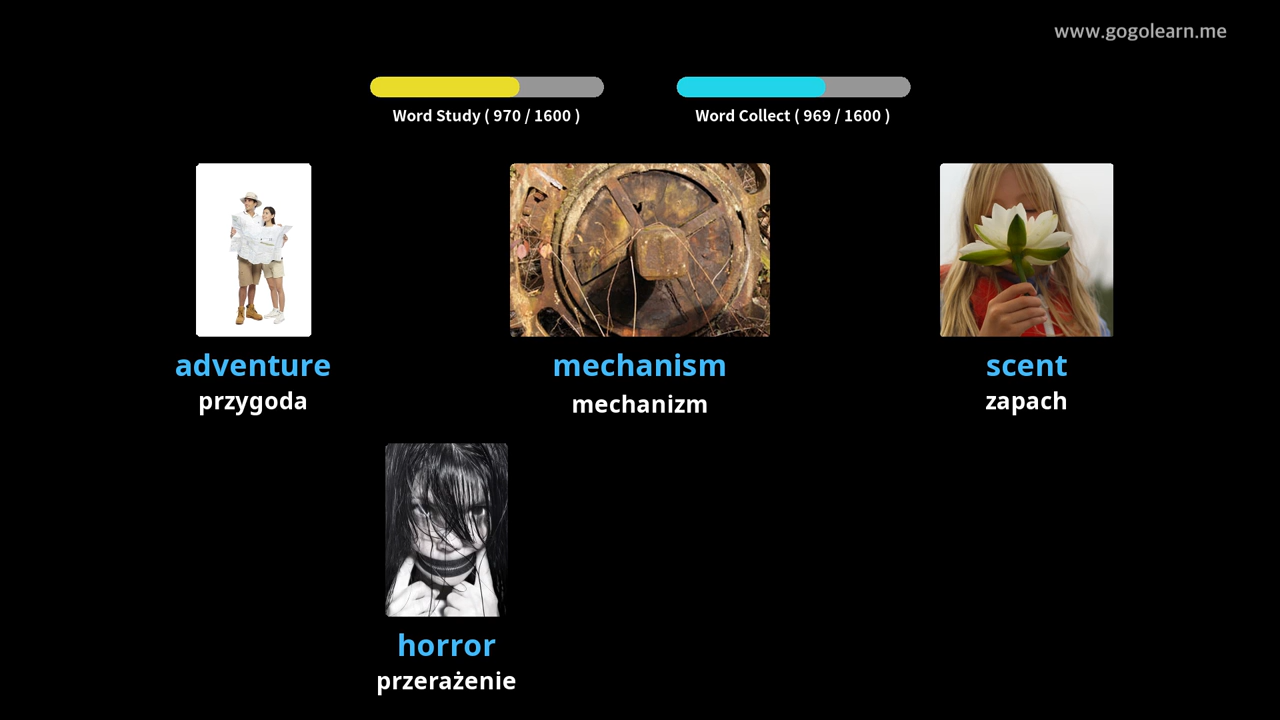 www.gogolearn.me
Word Study ( 970 / 1600 )
Word Collect ( 969 / 1600 )
adventure
przygoda
mechanism
mechanizm
scent
zapach
horror
przerażenie